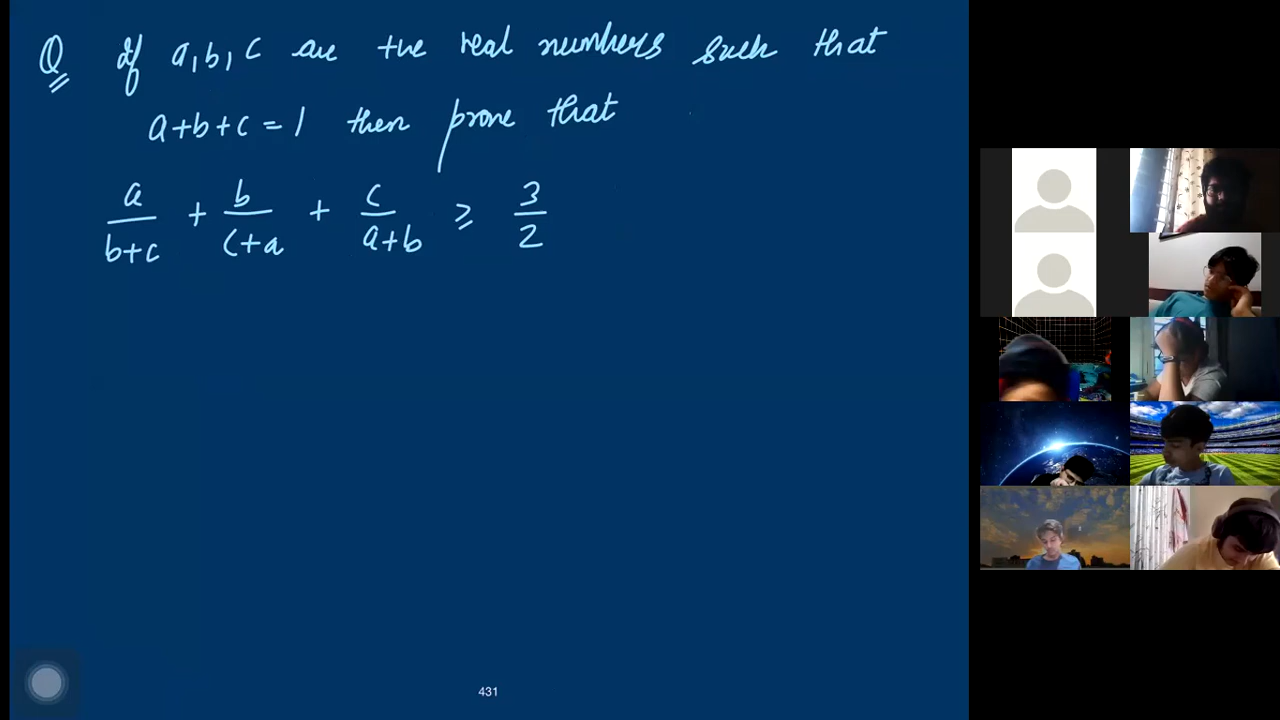 Q If a, b, c are the real numbers such that
a+b+c = 1 then prove that
a/(b+c) + b/(c+a) + c/(a+b) ≥ 3/2
431